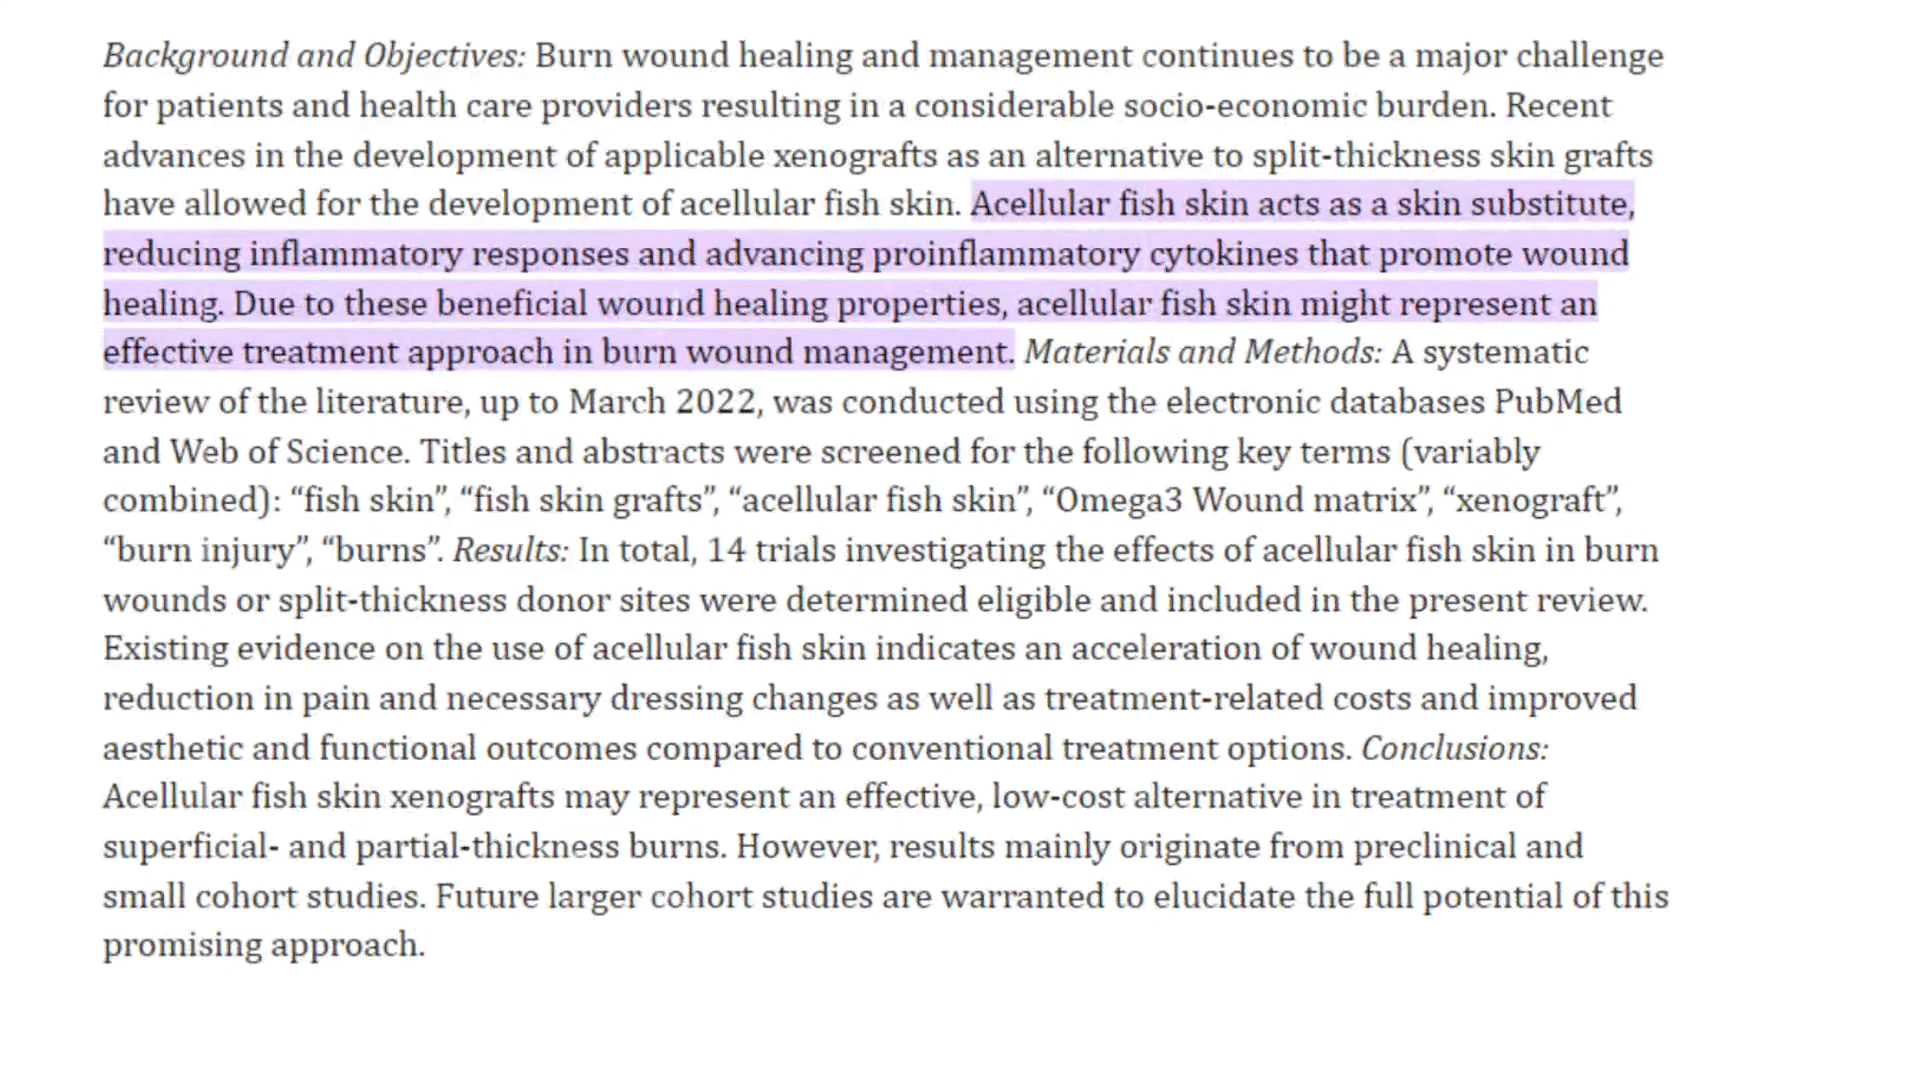 Background and Objectives: Burn wound healing and management continues to be a major challenge
for patients and health care providers resulting in a considerable socio-economic burden. Recent
advances in the development of applicable xenografts as an alternative to split-thickness skin grafts
have allowed for the development of acellular fish skin. Acellular fish skin acts as a skin substitute,
reducing inflammatory responses and advancing proinflammatory cytokines that promote wound
healing. Due to these beneficial wound healing properties, acellular fish skin might represent an
effective treatment approach in burn wound management. Materials and Methods: A systematic
review of the literature, up to March 2022, was conducted using the electronic databases PubMed
and Web of Science. Titles and abstracts were screened for the following key terms (variably
combined): “fish skin”, “fish skin grafts”, “acellular fish skin”, “Omega3 Wound matrix”, “xenograft”,
“burn injury”, “burns”. Results: In total, 14 trials investigating the effects of acellular fish skin in burn
wounds or split-thickness donor sites were determined eligible and included in the present review.
Existing evidence on the use of acellular fish skin indicates an acceleration of wound healing,
reduction in pain and necessary dressing changes as well as treatment-related costs and improved
aesthetic and functional outcomes compared to conventional treatment options. Conclusions:
Acellular fish skin xenografts may represent an effective, low-cost alternative in treatment of
superficial- and partial-thickness burns. However, results mainly originate from preclinical and
small cohort studies. Future larger cohort studies are warranted to elucidate the full potential of this
promising approach.